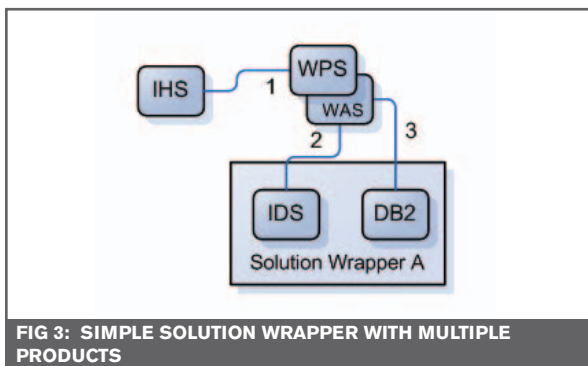 WPS
IHS
1
WAS
2
3
IDS
DB2
Solution Wrapper A
FIG 3: SIMPLE SOLUTION WRAPPER WITH MULTIPLE
PRODUCTS